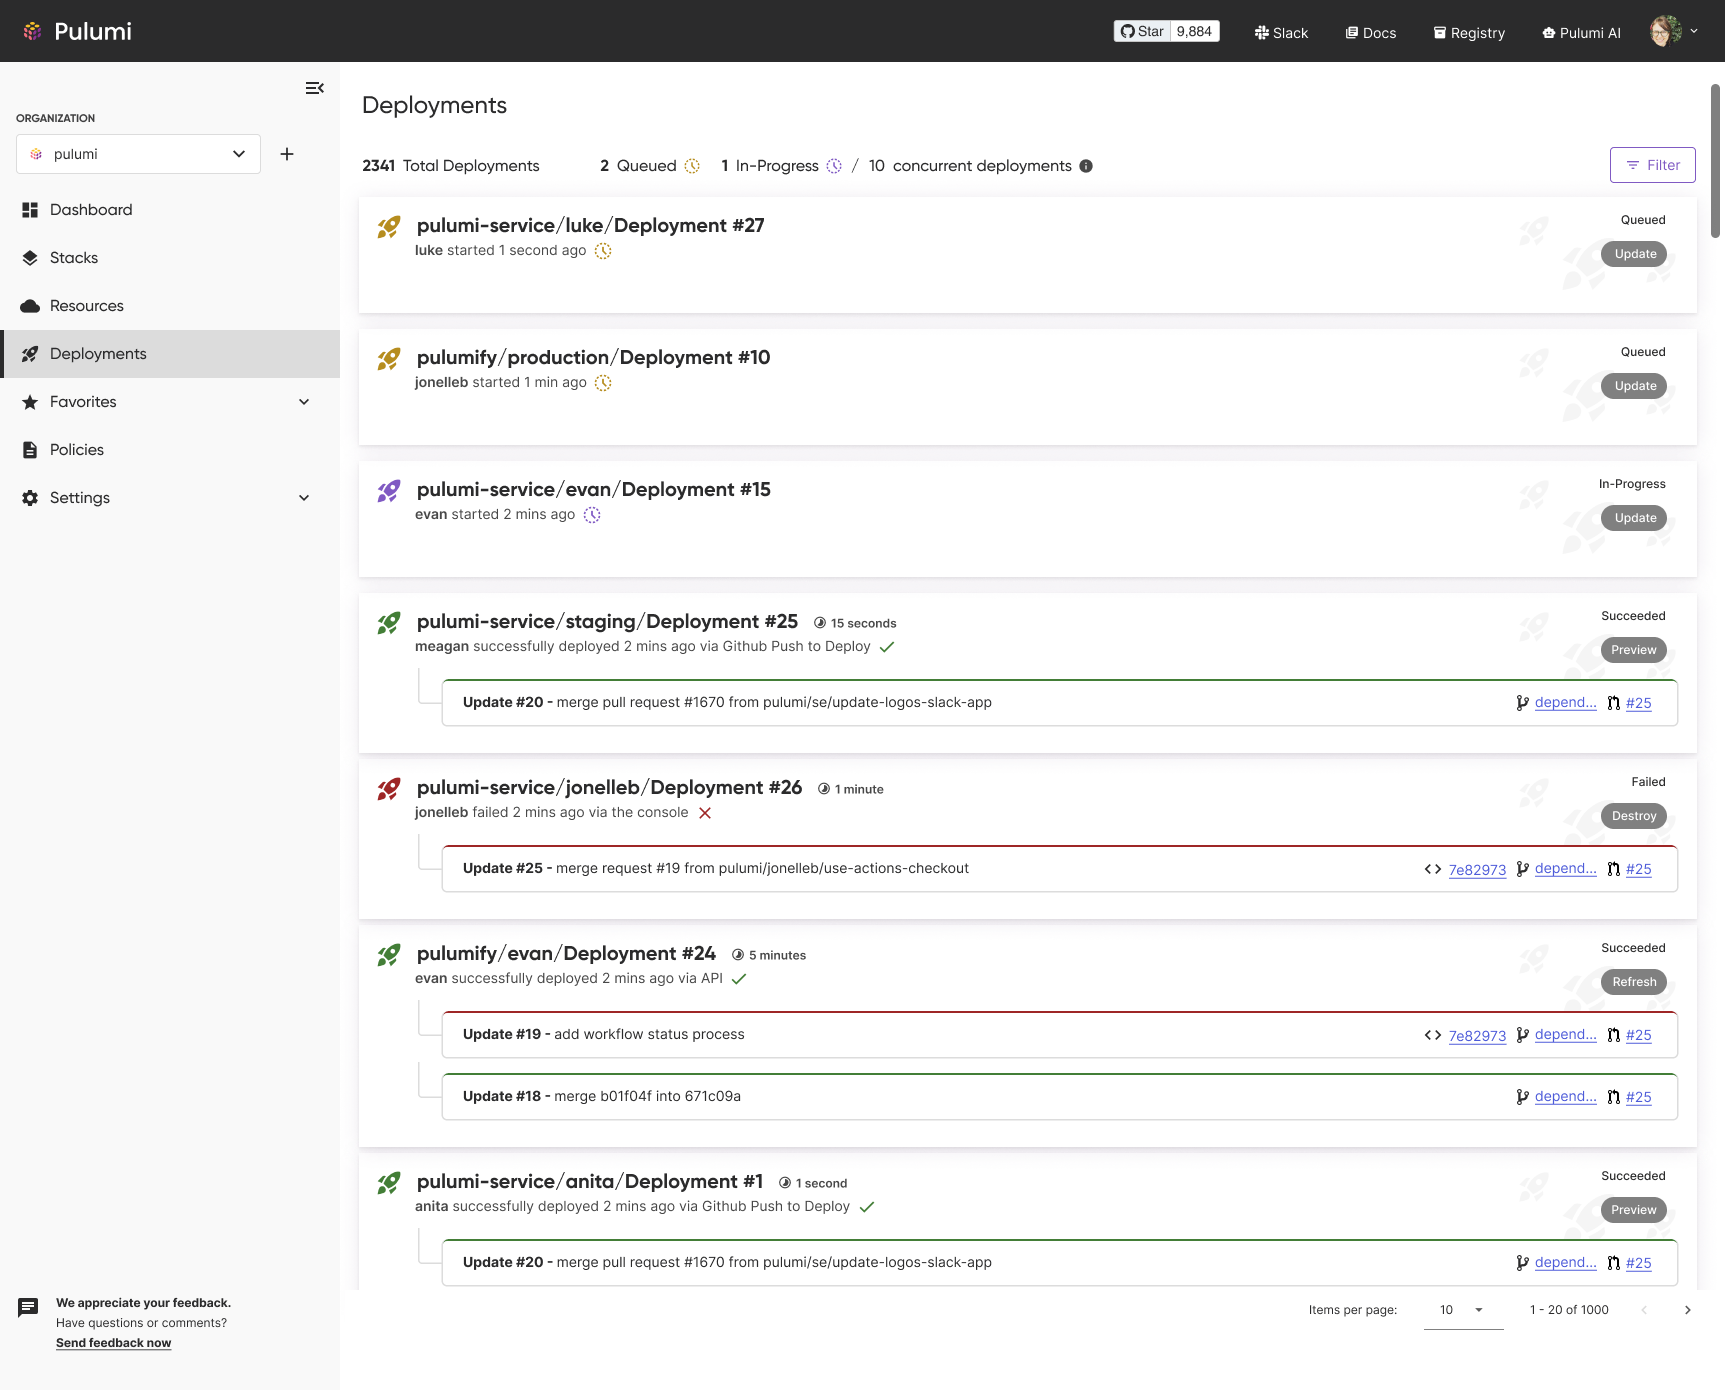 Pulumi
Star 9,884 Slack Docs Registry Pulumi AI
ORGANIZATION
pulumi
Dashboard
Stacks
Resources
Deployments
Favorites
Policies
Settings
We appreciate your feedback.
Have questions or comments?
Send feedback now
Deployments
2341 Total Deployments 2 Queued 1 In-Progress / 10 concurrent deployments Filter
pulumi-service/luke/Deployment #27
luke started 1 second ago
Queued
Update
pulumify/production/Deployment #10
jonelleb started 1 min ago
Queued
Update
pulumi-service/evan/Deployment #15
evan started 2 mins ago
In-Progress
Update
pulumi-service/staging/Deployment #25 15 seconds
meagan successfully deployed 2 mins ago via Github Push to Deploy
Succeeded
Preview
Update #20 - merge pull request #1670 from pulumi/se/update-logos-slack-app depend... #25
pulumi-service/jonelleb/Deployment #26 1 minute
jonelleb failed 2 mins ago via the console
Failed
Destroy
Update #25 - merge request #19 from pulumi/jonelleb/use-actions-checkout 7e82973 depend... #25
pulumify/evan/Deployment #24 5 minutes
evan successfully deployed 2 mins ago via API
Succeeded
Refresh
Update #19 - add workflow status process 7e82973 depend... #25
Update #18 - merge b01f04f into 671c09a depend... #25
pulumi-service/anita/Deployment #1 1 second
anita successfully deployed 2 mins ago via Github Push to Deploy
Succeeded
Preview
Update #20 - merge pull request #1670 from pulumi/se/update-logos-slack-app depend... #25
Items per page: 10 1 - 20 of 1000